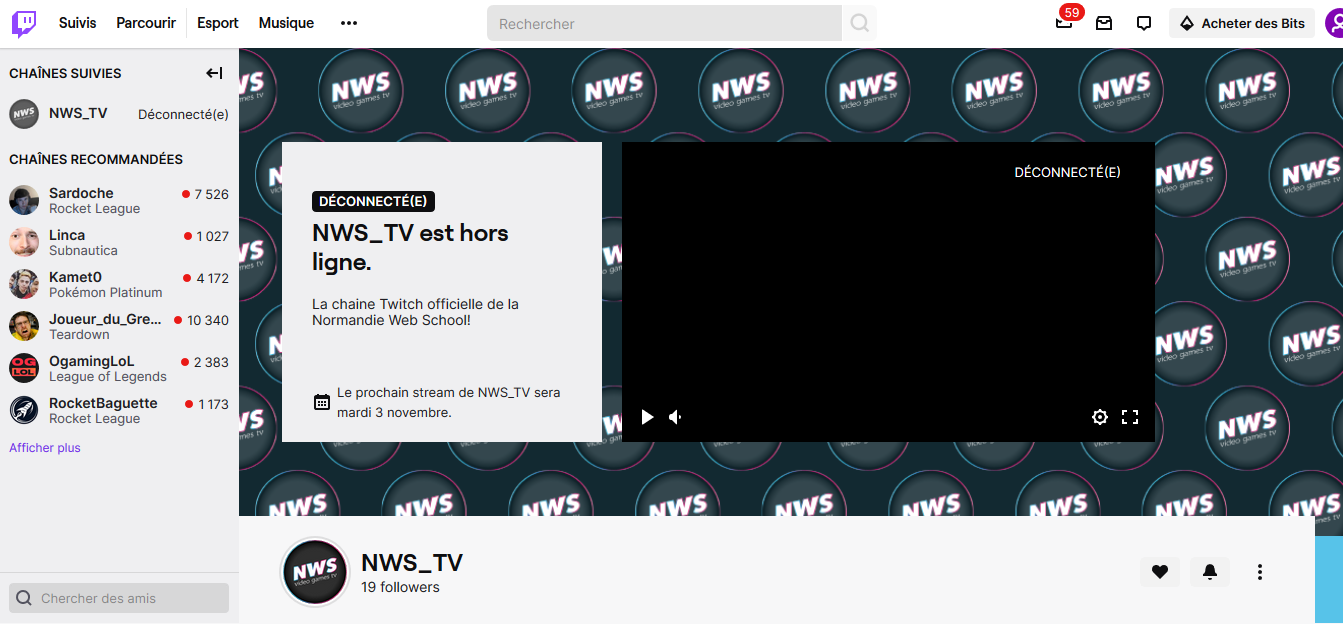 Suivis Parcourir Esport Musique ••• Rechercher 59 Acheter des Bits
CHAÎNES SUIVIES
NWS_TV Déconnecté(e)
CHAÎNES RECOMMANDÉES
Sardoche 7 526
Rocket League
Linca 1 027
Subnautica
Kamet0 4 172
Pokémon Platinum
Joueur_du_Gre... 10 340
Teardown
OgamingLoL 2 383
League of Legends
RocketBaguette 1 173
Rocket League
Afficher plus
Chercher des amis
DÉCONNECTÉ(E)
NWS_TV est hors
ligne.
La chaine Twitch officielle de la
Normandie Web School!
Le prochain stream de NWS_TV sera
mardi 3 novembre.
DÉCONNECTÉ(E)
NWS
video games tv
NWS_TV
19 followers